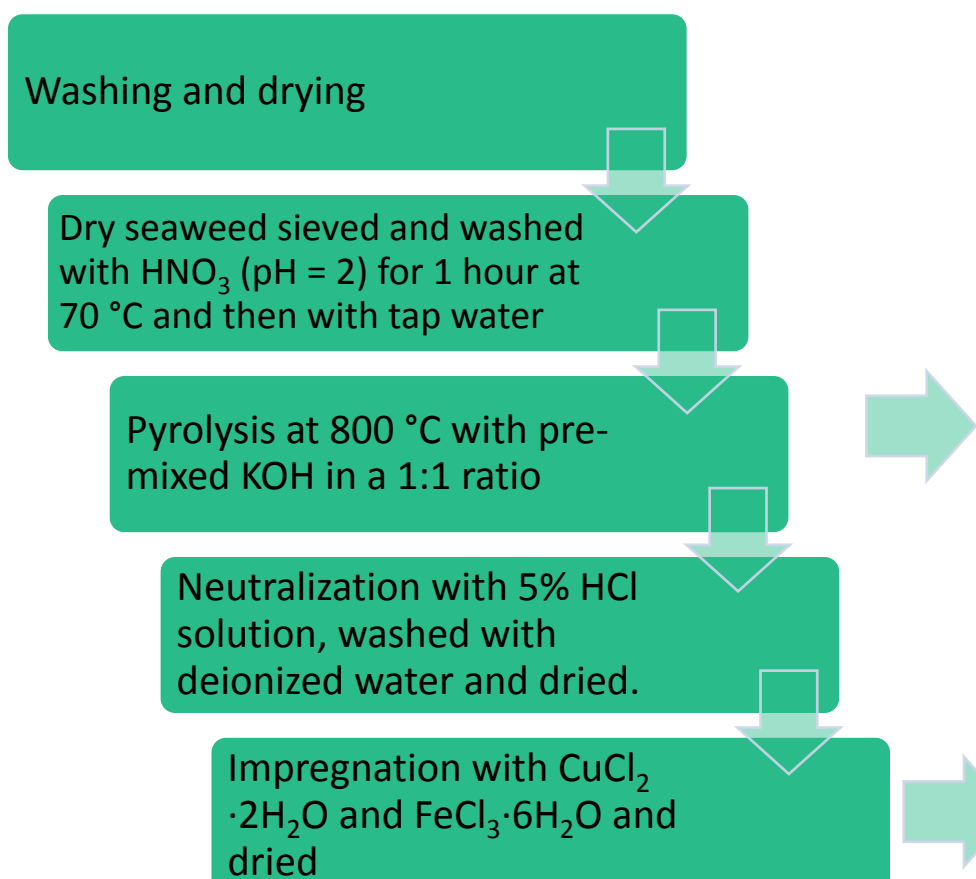 Washing and drying
Dry seaweed sieved and washed
with HNO₃ (pH = 2) for 1 hour at
70 °C and then with tap water
Pyrolysis at 800 °C with pre-
mixed KOH in a 1:1 ratio
Neutralization with 5% HCl
solution, washed with
deionized water and dried.
Impregnation with CuCl₂
·2H₂O and FeCl₃·6H₂O and
dried